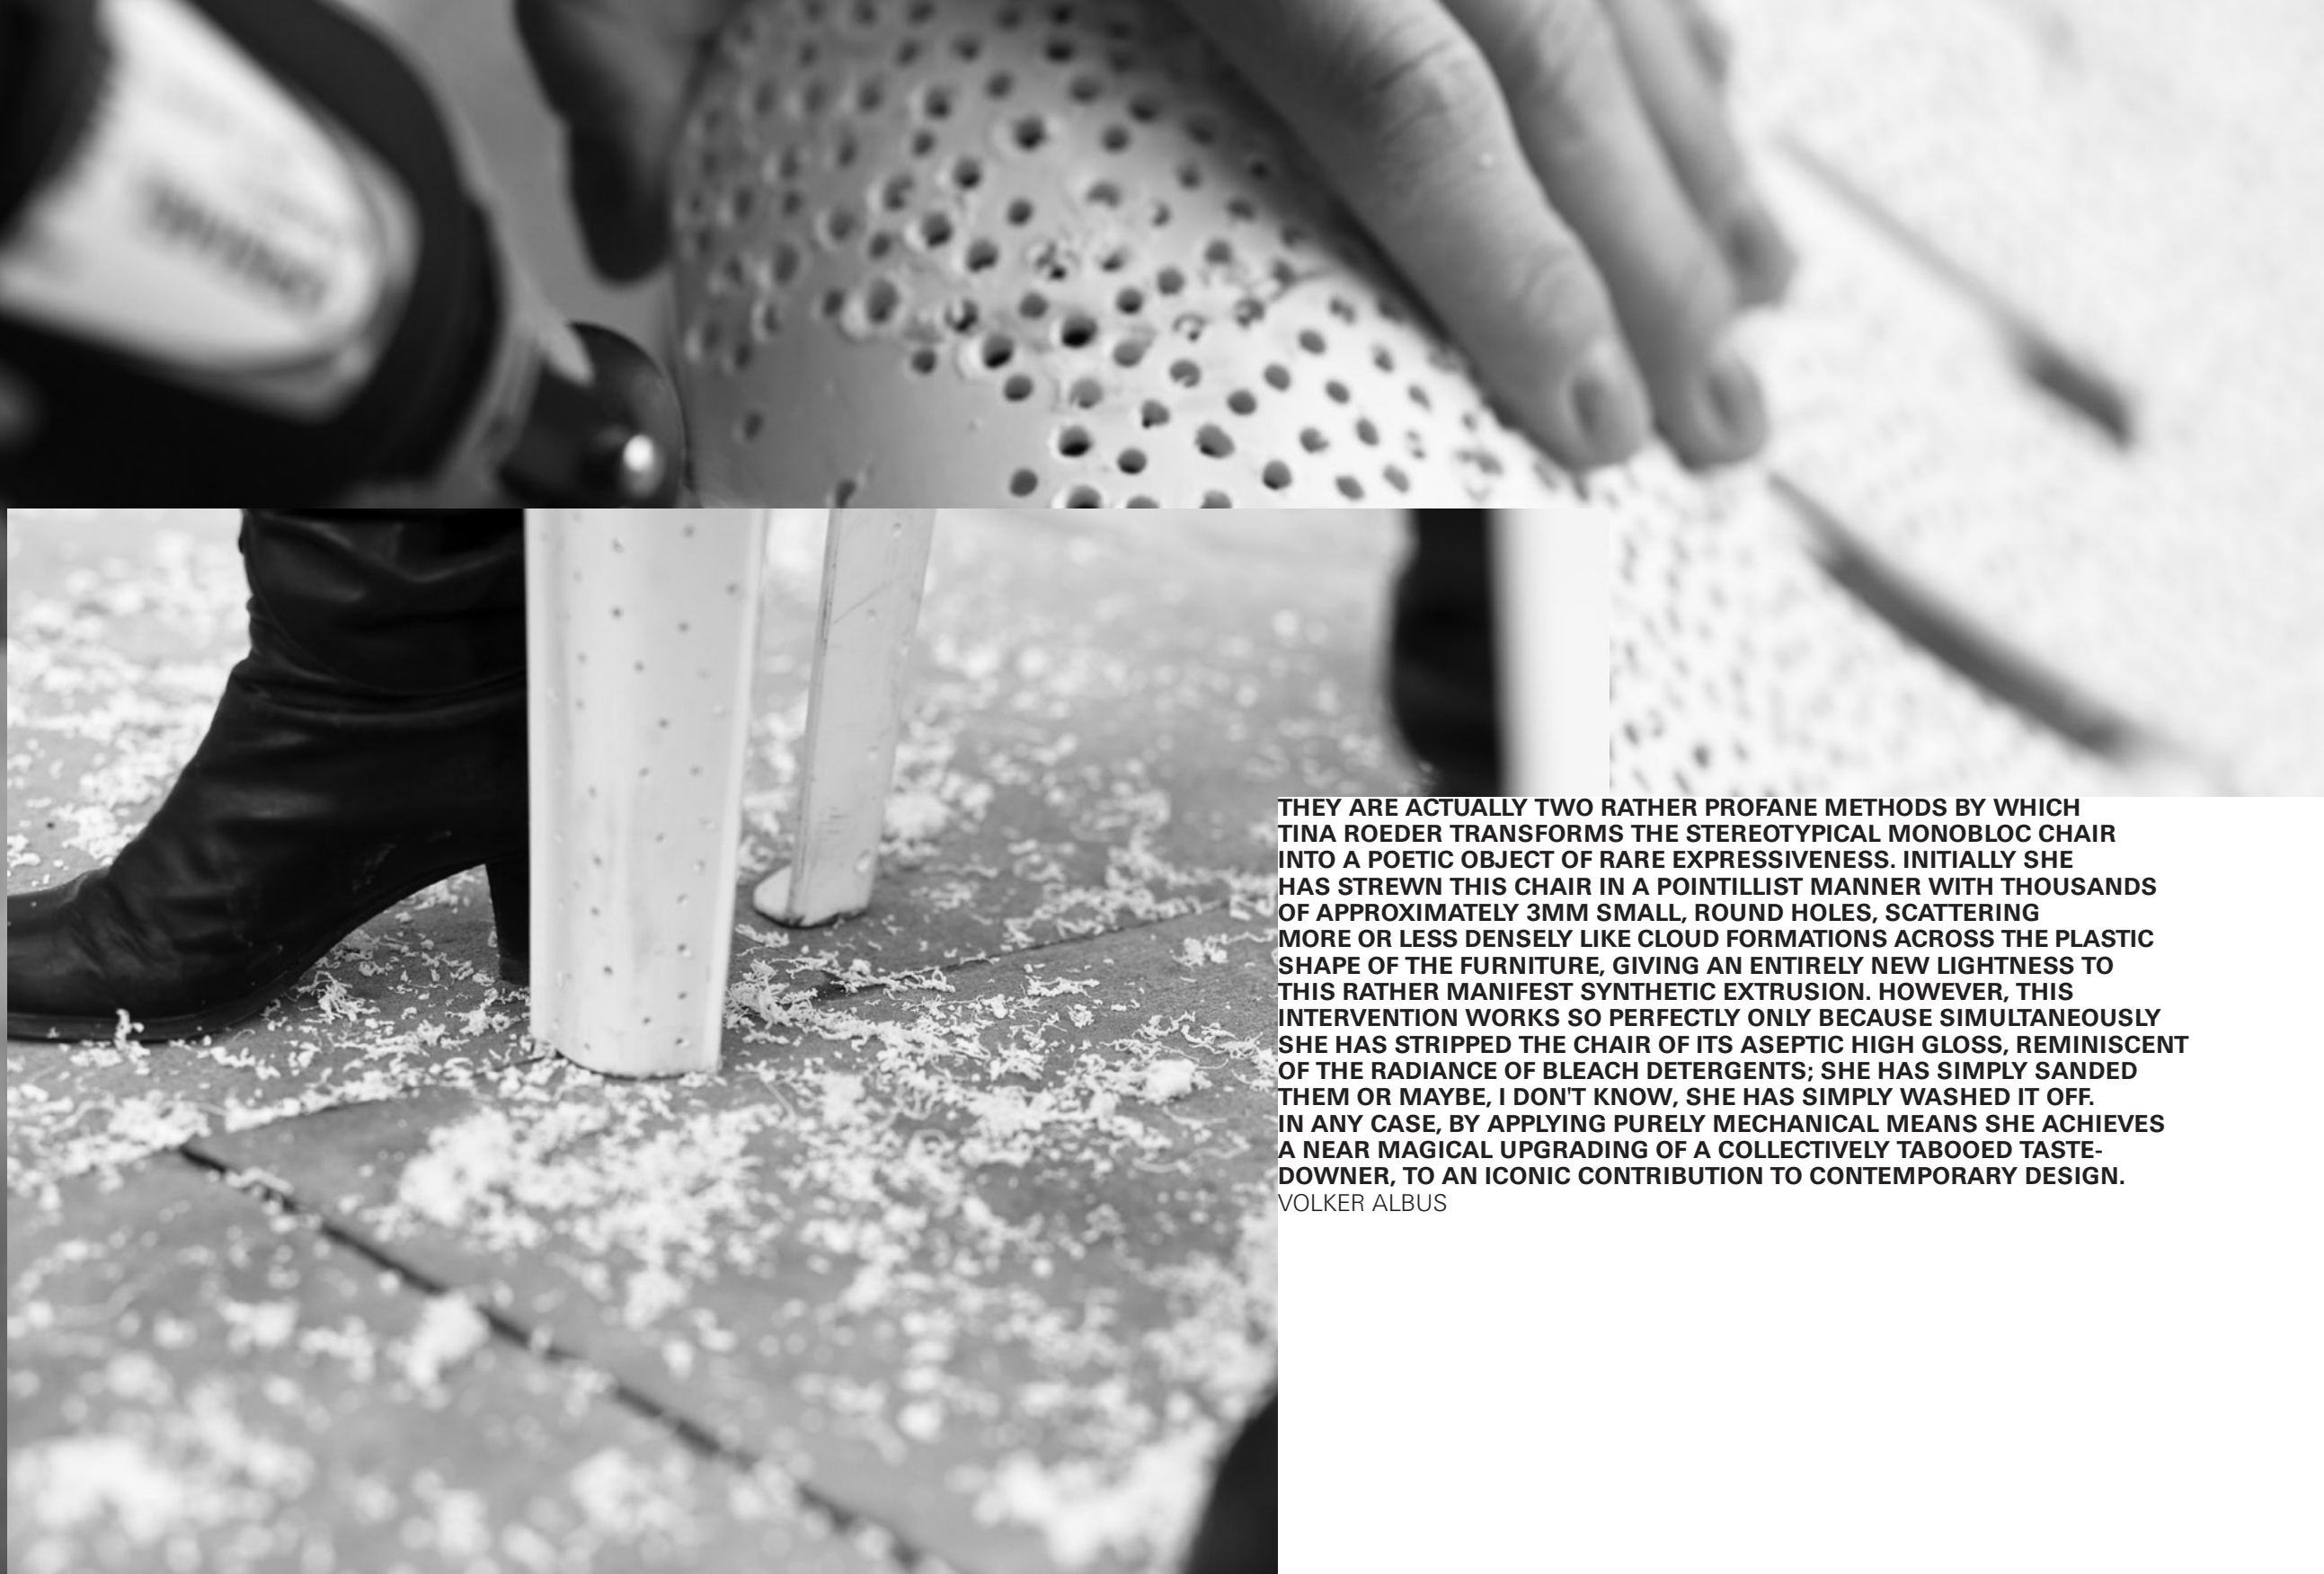 THEY ARE ACTUALLY TWO RATHER PROFANE METHODS BY WHICH
TINA ROEDER TRANSFORMS THE STEREOTYPICAL MONOBLOC CHAIR
INTO A POETIC OBJECT OF RARE EXPRESSIVENESS. INITIALLY SHE
HAS STREWN THIS CHAIR IN A POINTILLIST MANNER WITH THOUSANDS
OF APPROXIMATELY 3MM SMALL, ROUND HOLES, SCATTERING
MORE OR LESS DENSELY LIKE CLOUD FORMATIONS ACROSS THE PLASTIC
SHAPE OF THE FURNITURE, GIVING AN ENTIRELY NEW LIGHTNESS TO
THIS RATHER MANIFEST SYNTHETIC EXTRUSION. HOWEVER, THIS
INTERVENTION WORKS SO PERFECTLY ONLY BECAUSE SIMULTANEOUSLY
SHE HAS STRIPPED THE CHAIR OF ITS ASEPTIC HIGH GLOSS, REMINISCENT
OF THE RADIANCE OF BLEACH DETERGENTS; SHE HAS SIMPLY SANDED
THEM OR MAYBE, I DON'T KNOW, SHE HAS SIMPLY WASHED IT OFF.
IN ANY CASE, BY APPLYING PURELY MECHANICAL MEANS SHE ACHIEVES
A NEAR MAGICAL UPGRADING OF A COLLECTIVELY TABOOED TASTE-
DOWNER, TO AN ICONIC CONTRIBUTION TO CONTEMPORARY DESIGN.
VOLKER ALBUS